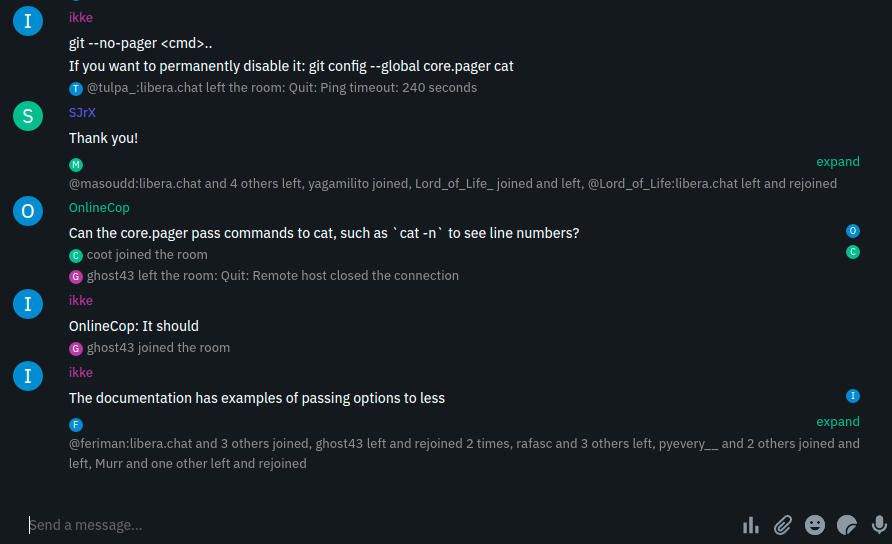 I
ikke
git --no-pager <cmd>..
If you want to permanently disable it: git config --global core.pager cat
T @tulpa_:libera.chat left the room: Quit: Ping timeout: 240 seconds
S
SJrX
Thank you!
M
expand
@masoudd:libera.chat and 4 others left, yagamilito joined, Lord_of_Life_ joined and left, @Lord_of_Life:libera.chat left and rejoined
O
OnlineCop
Can the core.pager pass commands to cat, such as `cat -n` to see line numbers?
O
C coot joined the room
C
G ghost43 left the room: Quit: Remote host closed the connection
I
ikke
OnlineCop: It should
G ghost43 joined the room
I
ikke
The documentation has examples of passing options to less
I
F
expand
@feriman:libera.chat and 3 others joined, ghost43 left and rejoined 2 times, rafasc and 3 others left, pyevery__ and 2 others joined and
left, Murr and one other left and rejoined
Send a message...